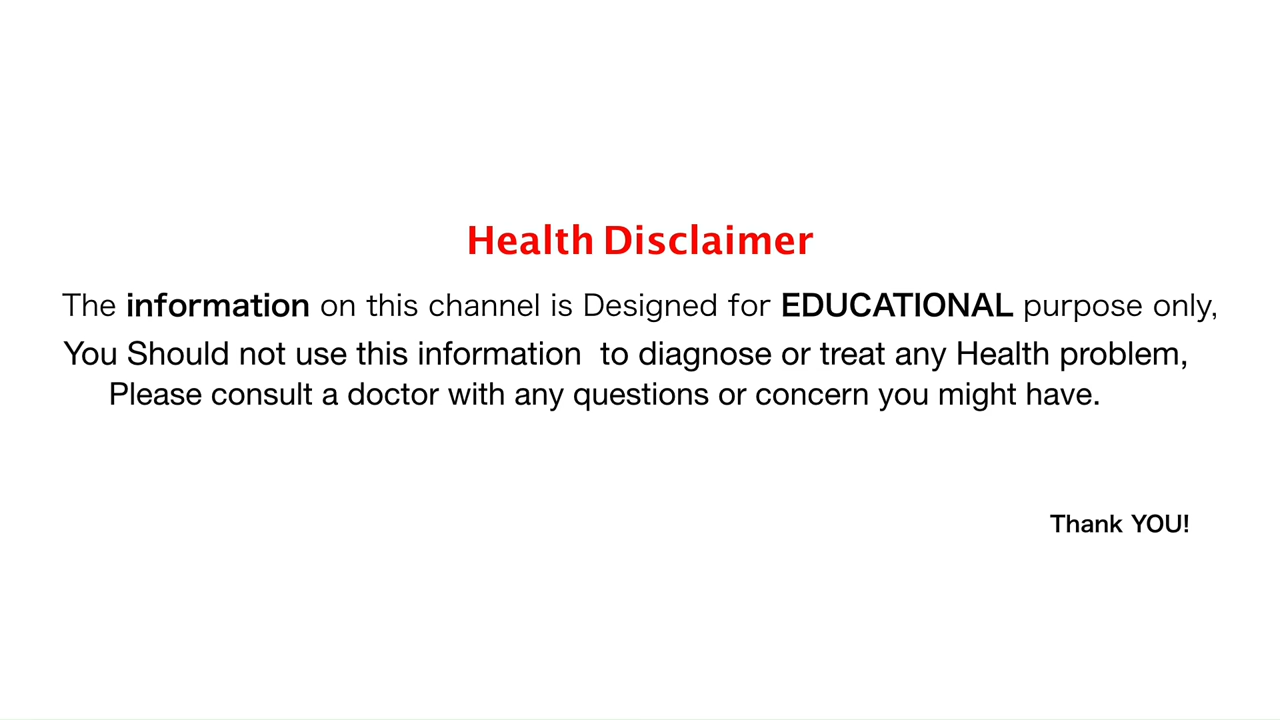 Health Disclaimer
The information on this channel is Designed for EDUCATIONAL purpose only,
You Should not use this information  to diagnose or treat any Health problem,
Please consult a doctor with any questions or concern you might have.
Thank YOU!